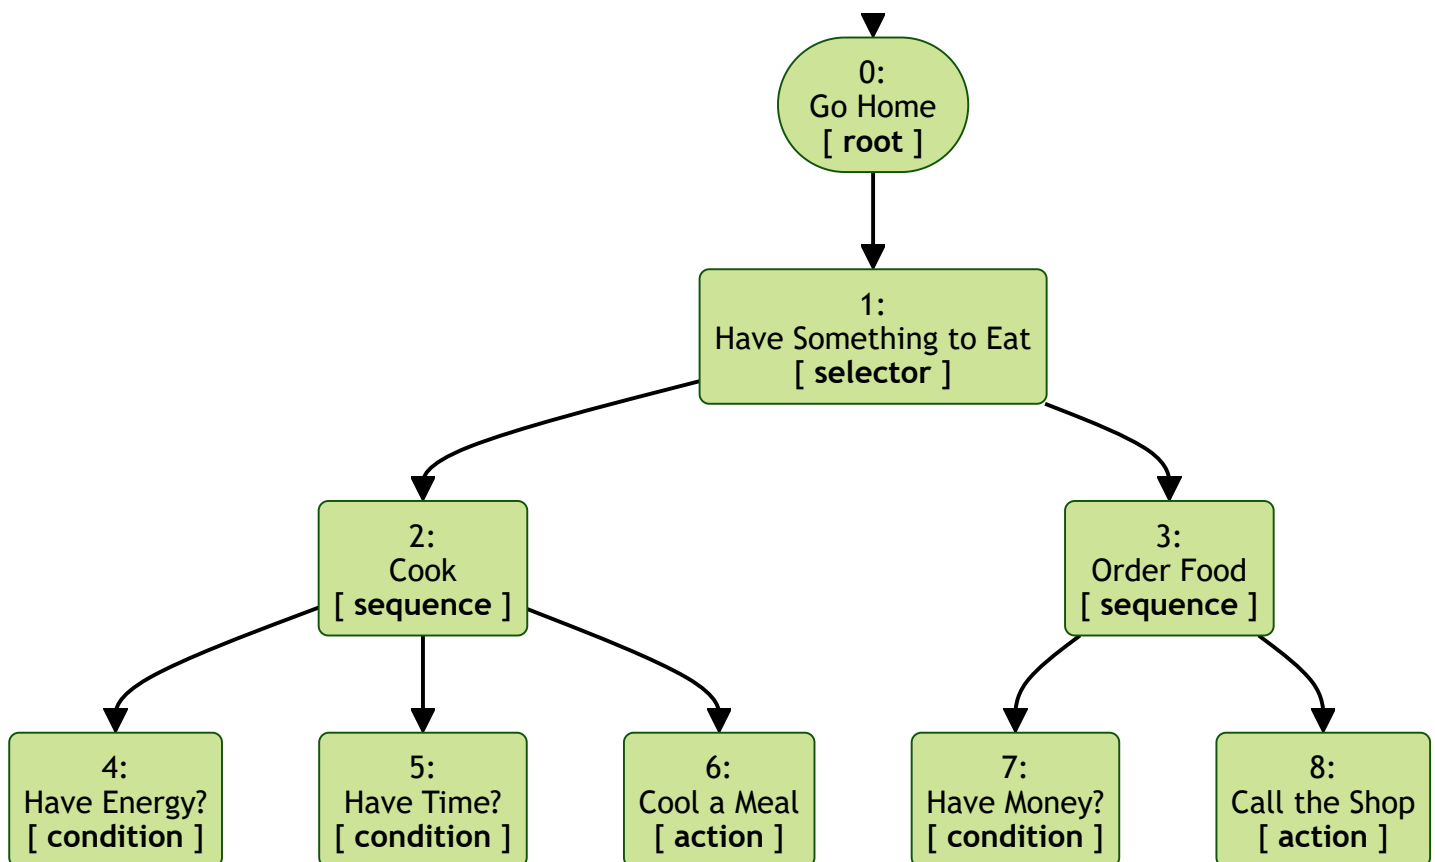 0:
Go Home
[ root ]
1:
Have Something to Eat
[ selector ]
2:
Cook
[ sequence ]
3:
Order Food
[ sequence ]
4:
Have Energy?
[ condition ]
5:
Have Time?
[ condition ]
6:
Cool a Meal
[ action ]
7:
Have Money?
[ condition ]
8:
Call the Shop
[ action ]